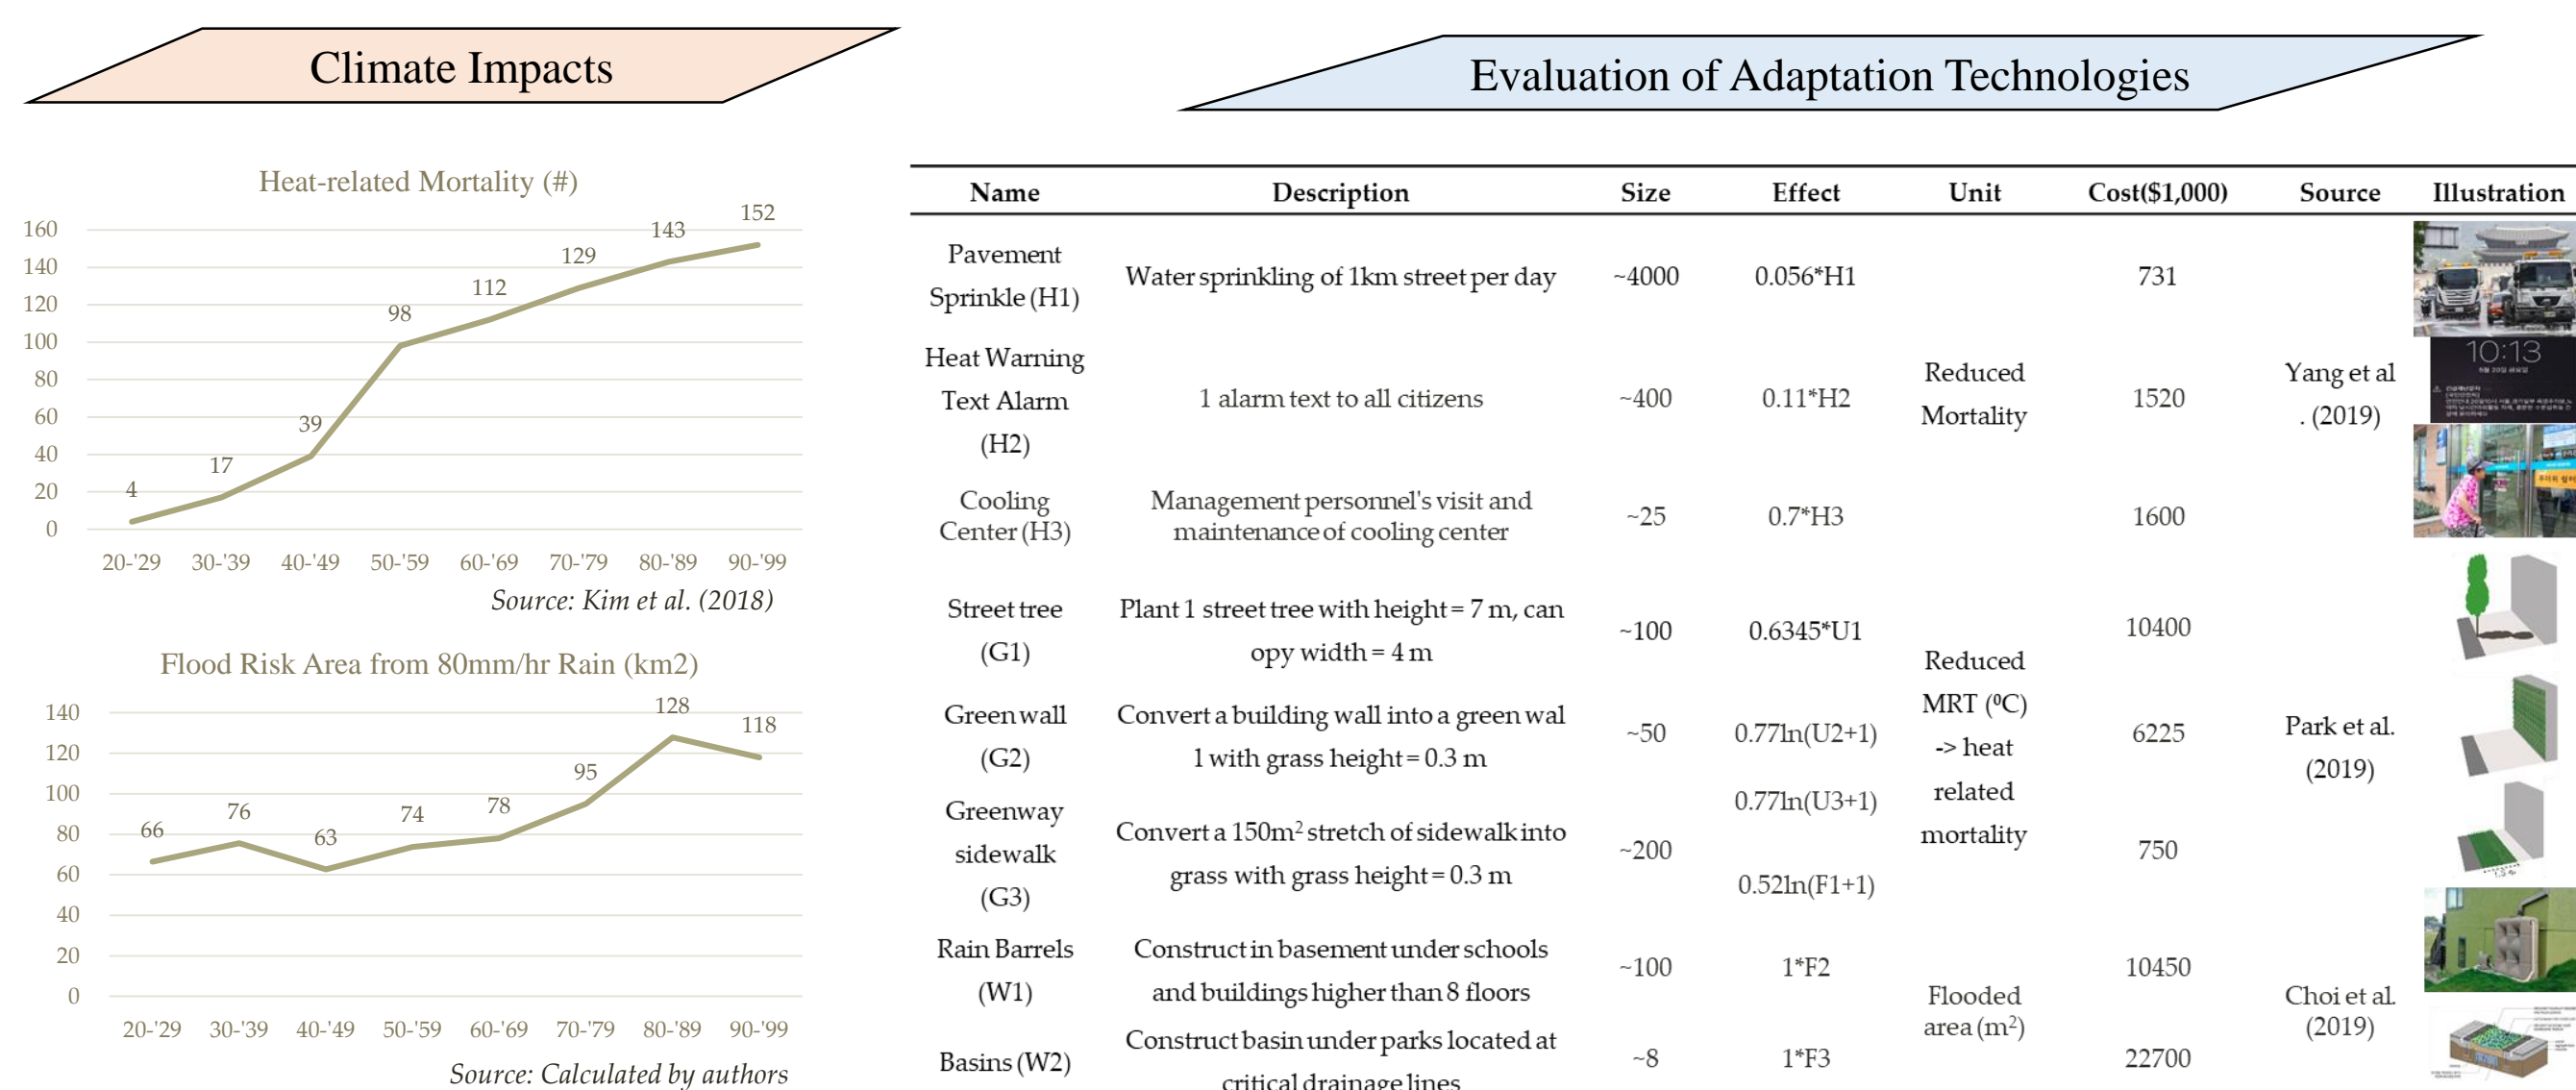 Climate Impacts
Heat-related Mortality (#)
160
140
120
100
80
60
40
20
0
4
17
39
98
112
129
143
152
20-'29 30-'39 40-'49 50-'59 60-'69 70-'79 80-'89 90-'99
Source: Kim et al. (2018)
Flood Risk Area from 80mm/hr Rain (km2)
140
120
100
80
60
40
20
0
66
76
63
74
78
95
128
118
20-'29 30-'39 40-'49 50-'59 60-'69 70-'79 80-'89 90-'99
Source: Calculated by authors
Evaluation of Adaptation Technologies
Name Description Size Effect Unit Cost($1,000) Source Illustration
Pavement
Sprinkle (H1)
Water sprinkling of 1km street per day
~4000
0.056*H1
731
Heat Warning
Text Alarm
(H2)
1 alarm text to all citizens
~400
0.11*H2
Reduced
Mortality
1520
Yang et al
. (2019)
10:13
Cooling
Center (H3)
Management personnel's visit and
maintenance of cooling center
~25
0.7*H3
1600
Street tree
(G1)
Plant 1 street tree with height = 7 m, can
opy width = 4 m
~100
0.6345*U1
10400
Green wall
(G2)
Convert a building wall into a green wal
l with grass height = 0.3 m
~50
0.77ln(U2+1)
Reduced
MRT (⁰C)
-> heat
related
mortality
6225
Park et al.
(2019)
Greenway
sidewalk
(G3)
Convert a 150m² stretch of sidewalk into
grass with grass height = 0.3 m
~200
0.77ln(U3+1)
0.52ln(F1+1)
750
Rain Barrels
(W1)
Construct in basement under schools
and buildings higher than 8 floors
~100
1*F2
10450
Flooded
area (m²)
Choi et al.
(2019)
Basins (W2)
Construct basin under parks located at
critical drainage lines
~8
1*F3
22700